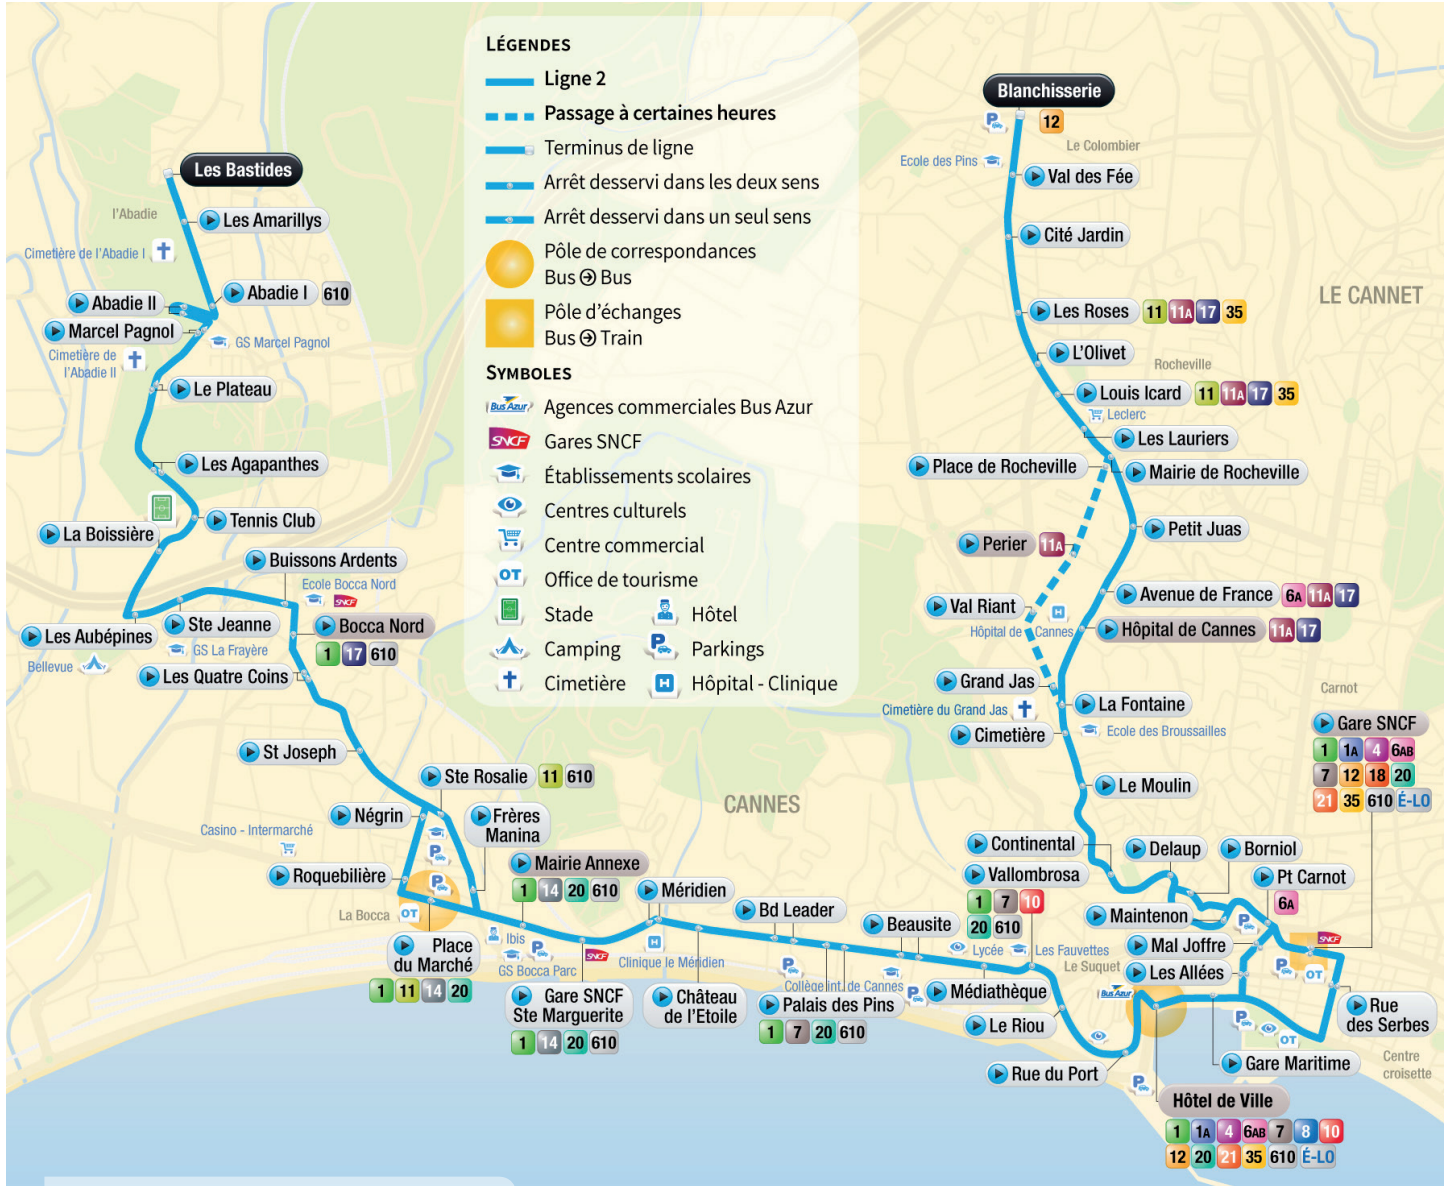 LÉGENDES
Ligne 2
Passage à certaines heures
Terminus de ligne
Arrêt desservi dans les deux sens
Arrêt desservi dans un seul sens
Pôle de correspondances
Bus → Bus
Pôle d'échanges
Bus → Train
SYMBOLES
Bus Azur Agences commerciales Bus Azur
SNCF Gares SNCF
Établissements scolaires
Centres culturels
Centre commercial
OT Office de tourisme
Stade
Hôtel
Camping
P Parkings
Cimetière
H Hôpital - Clinique
Les Bastides
l'Abadie
Les Amarillys
Cimetière de l'Abadie I
Abadie I 610
Abadie II
Marcel Pagnol
GS Marcel Pagnol
Cimetière de
l'Abadie II
Le Plateau
Les Agapanthes
Tennis Club
La Boissière
Buissons Ardents
Ecole Bocca Nord
SNCF
Bocca Nord
1 17 610
Ste Jeanne
GS La Frayère
Les Aubépines
Bellevue
Les Quatre Coins
St Joseph
Ste Rosalie 11 610
Négrin
Frères
Manina
P
Casino - Intermarché
Roquebilière
P
La Bocca
OT
Place
du Marché
1 11 14 20
Mairie Annexe
1 14 20 610
Ibis
P
GS Bocca Parc
SNCF
Gare SNCF
Ste Marguerite
1 14 20 610
Méridien
H
Clinique le Méridien
Château
de l'Etoile
CANNES
Bd Leader
P
Collège int. de Cannes
Palais des Pins
1 7 20 610
Beausite
P
Lycée
Les Fauvettes
Médiathèque
Continental
Vallombrosa
1 7 10
20 610
Le Riou
Rue du Port
P
Le Suquet
Bus Azur
Hôtel de Ville
1 1A 4 6AB 7 8 10
12 20 21 35 610 É-LO
Blanchisserie
P
12
Le Colombier
Ecole des Pins
Val des Fée
Cité Jardin
LE CANNET
Les Roses 11 11A 17 35
L'Olivet
Rocheville
Louis Icard 11 11A 17 35
Leclerc
Les Lauriers
Place de Rocheville
Mairie de Rocheville
Petit Juas
Perier 11A
Avenue de France 6A 11A 17
Val Riant
H
Hôpital de Cannes
Hôpital de Cannes 11A 17
Grand Jas
Cimetière du Grand Jas
La Fontaine
Ecole des Broussailles
Cimetière
Le Moulin
Carnot
Gare SNCF
1 1A 4 6AB
7 12 18 20
21 35 610 É-LO
Delaup
Borniol
Pt Carnot
6A
Maintenon
P
Mal Joffre
SNCF
P
OT
Les Allées
Rue
des Serbes
P
OT
Gare Maritime
Centre
croisette